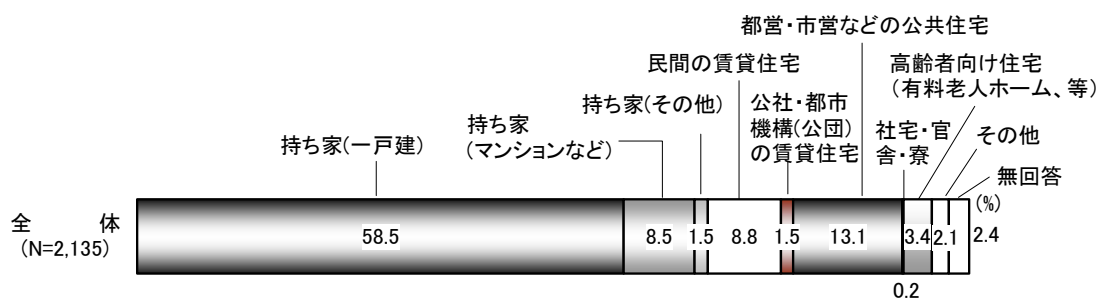 都営・市営などの公共住宅
民間の賃貸住宅
高齢者向け住宅
(有料老人ホーム、等)
持ち家(その他)
公社・都市
機構(公団)
の賃貸住宅
持ち家(一戸建)
持ち家
(マンションなど)
社宅・官
舎・寮
その他
無回答
(%)
全体
(N=2,135)
58.5
8.5
1.5
8.8
1.5
13.1
3.4
2.1
2.4
0.2